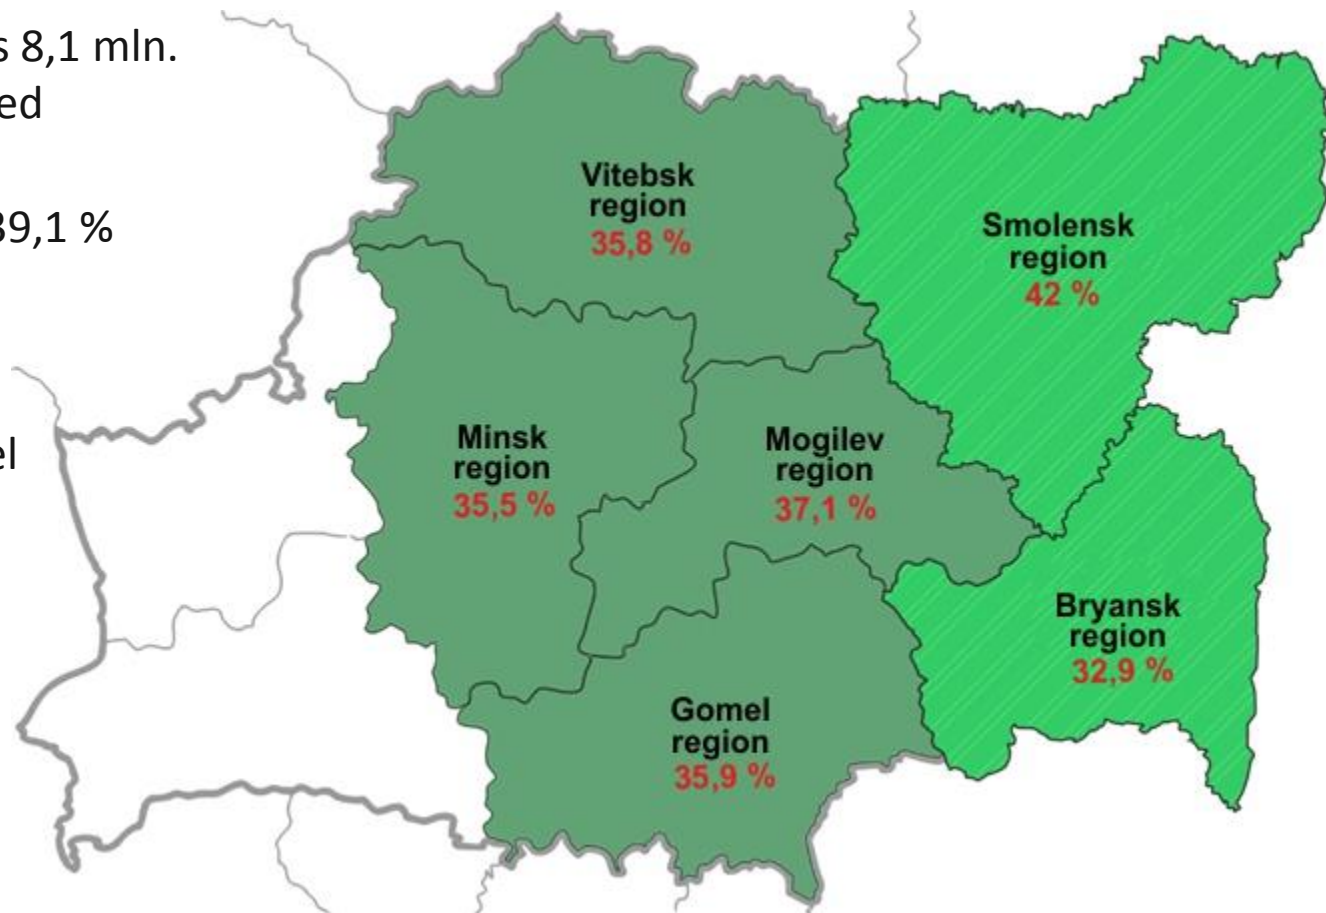 s 8,1 mln.
ed
39,1 %
el
Vitebsk
region
35,8 %
Smolensk
region
42 %
Minsk
region
35,5 %
Mogilev
region
37,1 %
Bryansk
region
32,9 %
Gomel
region
35,9 %